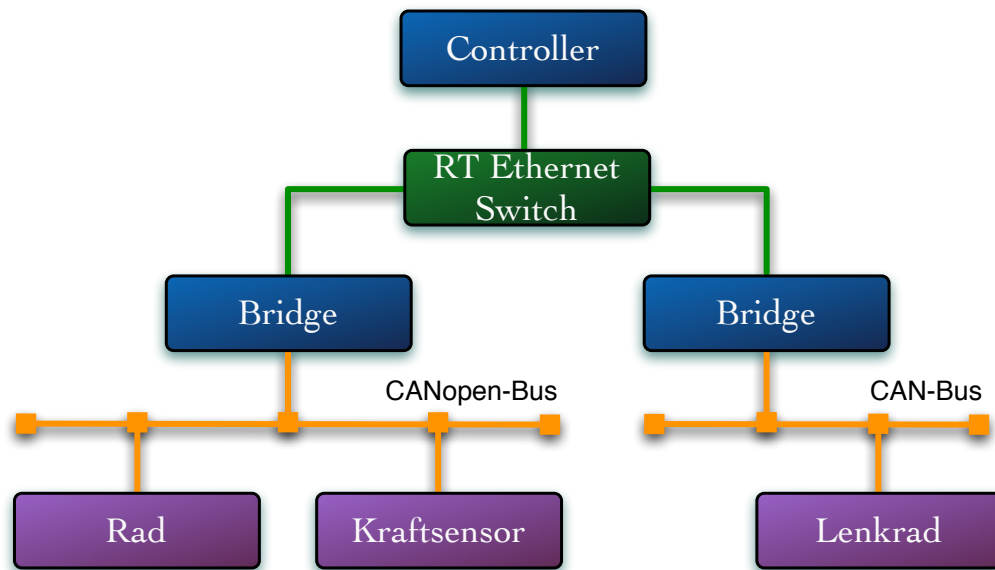 Controller
RT Ethernet
Switch
Bridge
Bridge
CANopen-Bus
CAN-Bus
Rad
Kraftsensor
Lenkrad